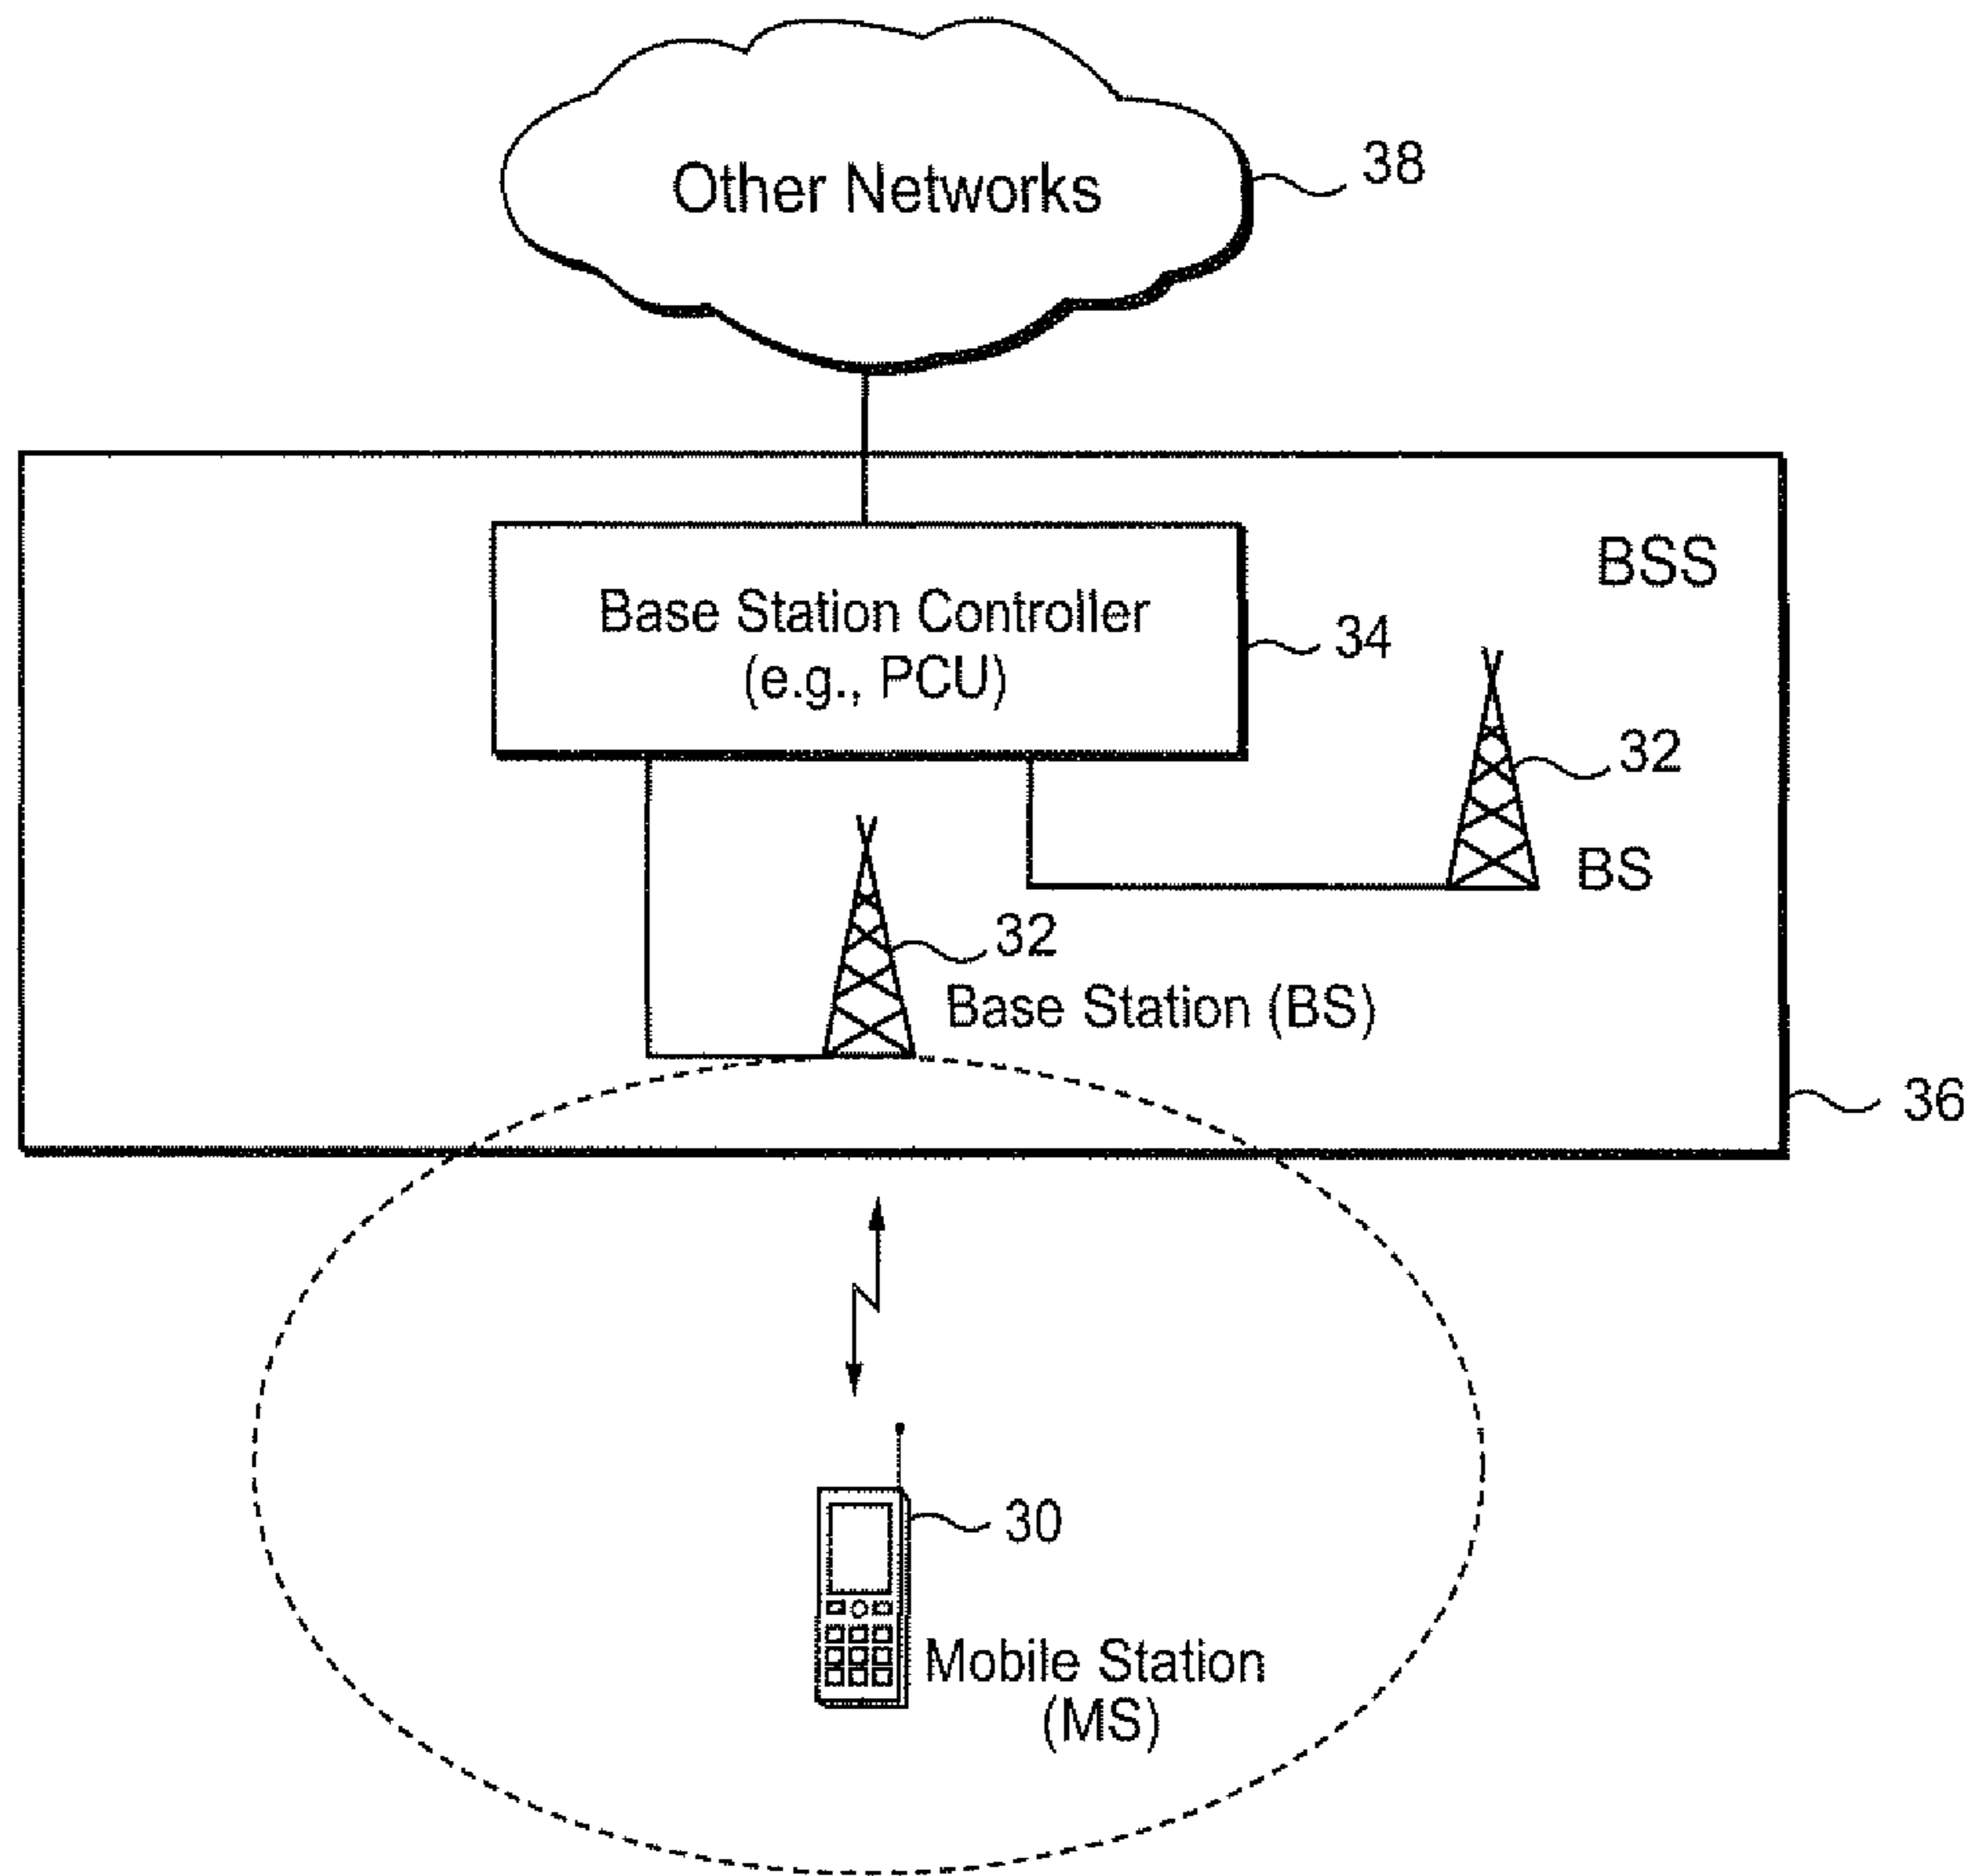 Other Networks
38
BSS
Base Station Controller
(e.g., PCU)
34
32
BS
32
Base Station (BS)
36
30
Mobile Station
(MS)